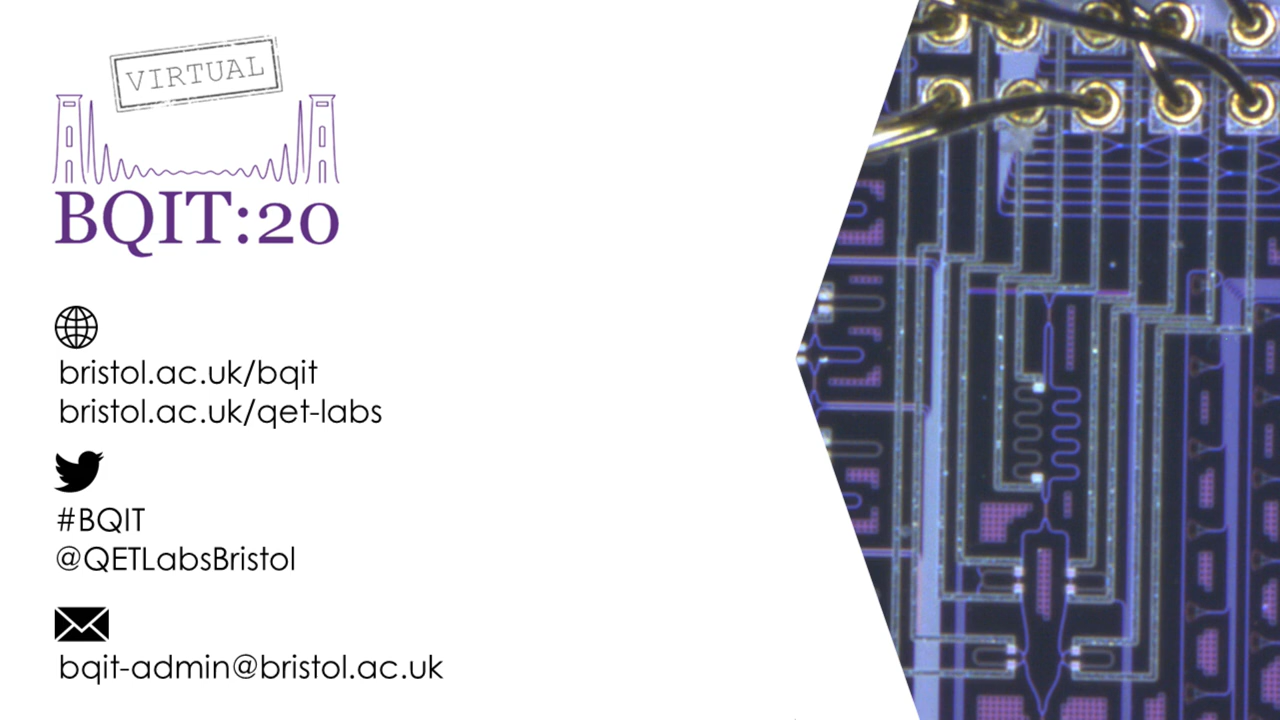 VIRTUAL
BQIT:20
bristol.ac.uk/bqit
bristol.ac.uk/qet-labs
#BQIT
@QETLabsBristol
bqit-admin@bristol.ac.uk